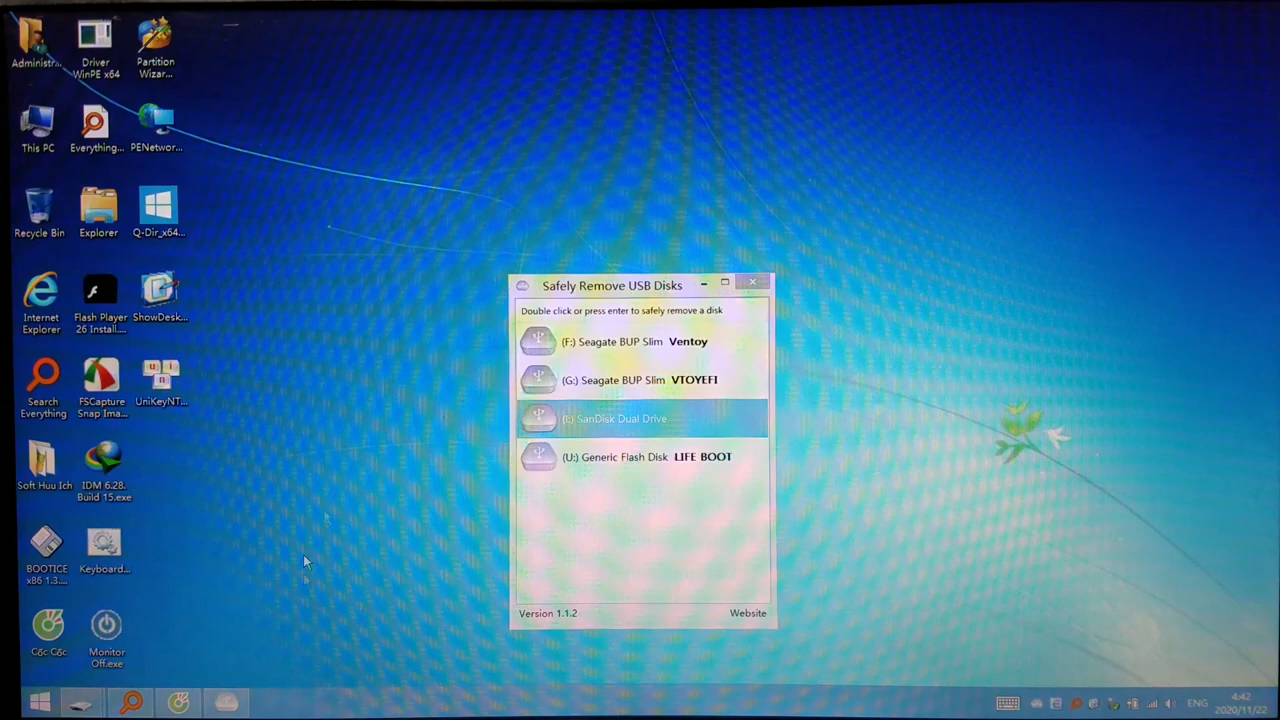 Administr...
Driver
WinPE x64
Partition
Wizar...
This PC
Everything...
PENetwor...
Recycle Bin
Explorer
Q-Dir_x64...
Internet
Explorer
Flash Player
26 Install....
ShowDesk...
Search
Everything
FSCapture
Snap Ima...
u n i
UniKeyNT...
Soft Huu Ich
IDM 6.28.
Build 15.exe
BOOTICE
x86 1.3....
Keyboard...
Cốc Cốc
Monitor
Off.exe
Safely Remove USB Disks
Double click or press enter to safely remove a disk
(F:) Seagate BUP Slim Ventoy
(G:) Seagate BUP Slim VTOYEFI
(I:) SanDisk Dual Drive
(U:) Generic Flash Disk LIFE BOOT
Version 1.1.2
Website
ENG
4:42
2020/11/22